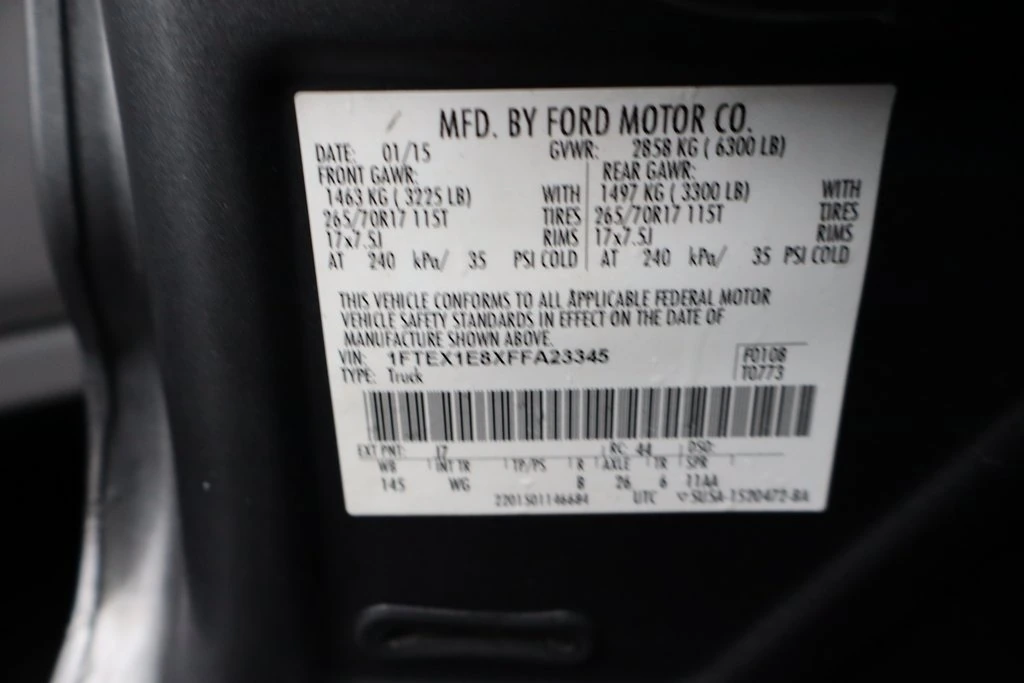 MFD. BY FORD MOTOR CO.
DATE: 01/15 GVWR: 2858 KG ( 6300 LB)
FRONT GAWR: REAR GAWR:
1463 KG ( 3225 LB) WITH 1497 KG ( 3300 LB) WITH
265/70R17 115T TIRES 265/70R17 115T TIRES
17x7.5J RIMS 17x7.5J RIMS
AT 240 kPa/ 35 PSI COLD AT 240 kPa/ 35 PSI COLD
THIS VEHICLE CONFORMS TO ALL APPLICABLE FEDERAL MOTOR
VEHICLE SAFETY STANDARDS IN EFFECT ON THE DATE OF
MANUFACTURE SHOWN ABOVE.
VIN: 1FTEX1E8XFFA23345 F0108
TYPE: Truck T0773
EXT PNT: J7 RC: 44 DSO:
WB INT TR TP/PS R AXLE TR SPR
145 WG B 26 6 11AA
2201501146684 UTC 5USA-1520472-BA